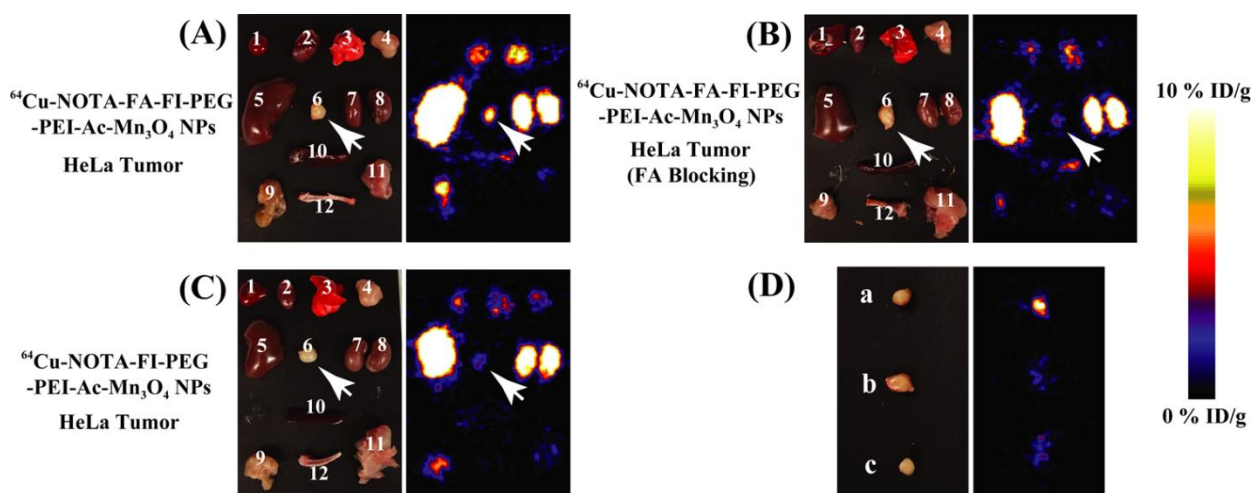 (A)
⁶⁴Cu-NOTA-FA-FI-PEG
-PEI-Ac-Mn₃O₄ NPs
HeLa Tumor
1 2 3 4
5 6 7 8
10
11
9
12
(B)
⁶⁴Cu-NOTA-FA-FI-PEG
-PEI-Ac-Mn₃O₄ NPs
HeLa Tumor
(FA Blocking)
1 2 3 4
5 6 7 8
10
9 12 11
10 % ID/g
0 % ID/g
(C)
⁶⁴Cu-NOTA-FI-PEG
-PEI-Ac-Mn₃O₄ NPs
HeLa Tumor
1 2 3 4
5 6 7 8
10
11
9
12
(D)
a
b
c